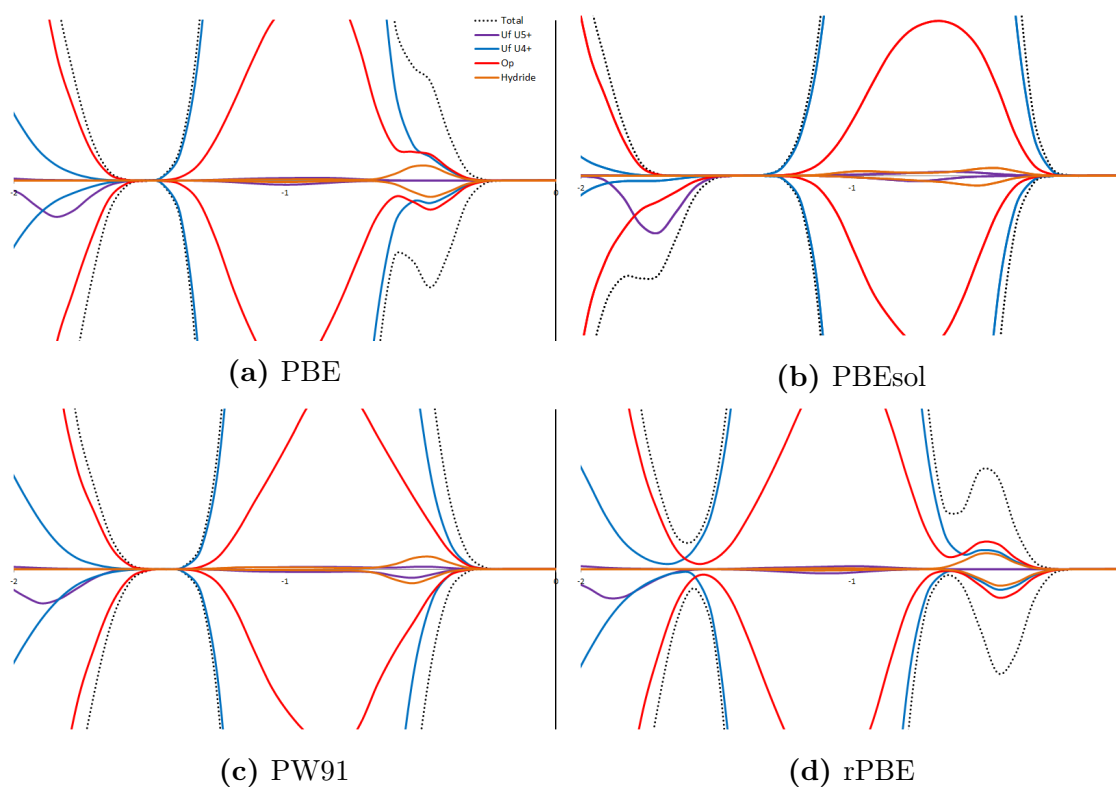 Total
Uf U5+
Uf U4+
Op
Hydride
-2
-1
0
-2
-1
(a) PBE
(b) PBEsol
-2
-1
0
-2
-1
(c) PW91
(d) rPBE